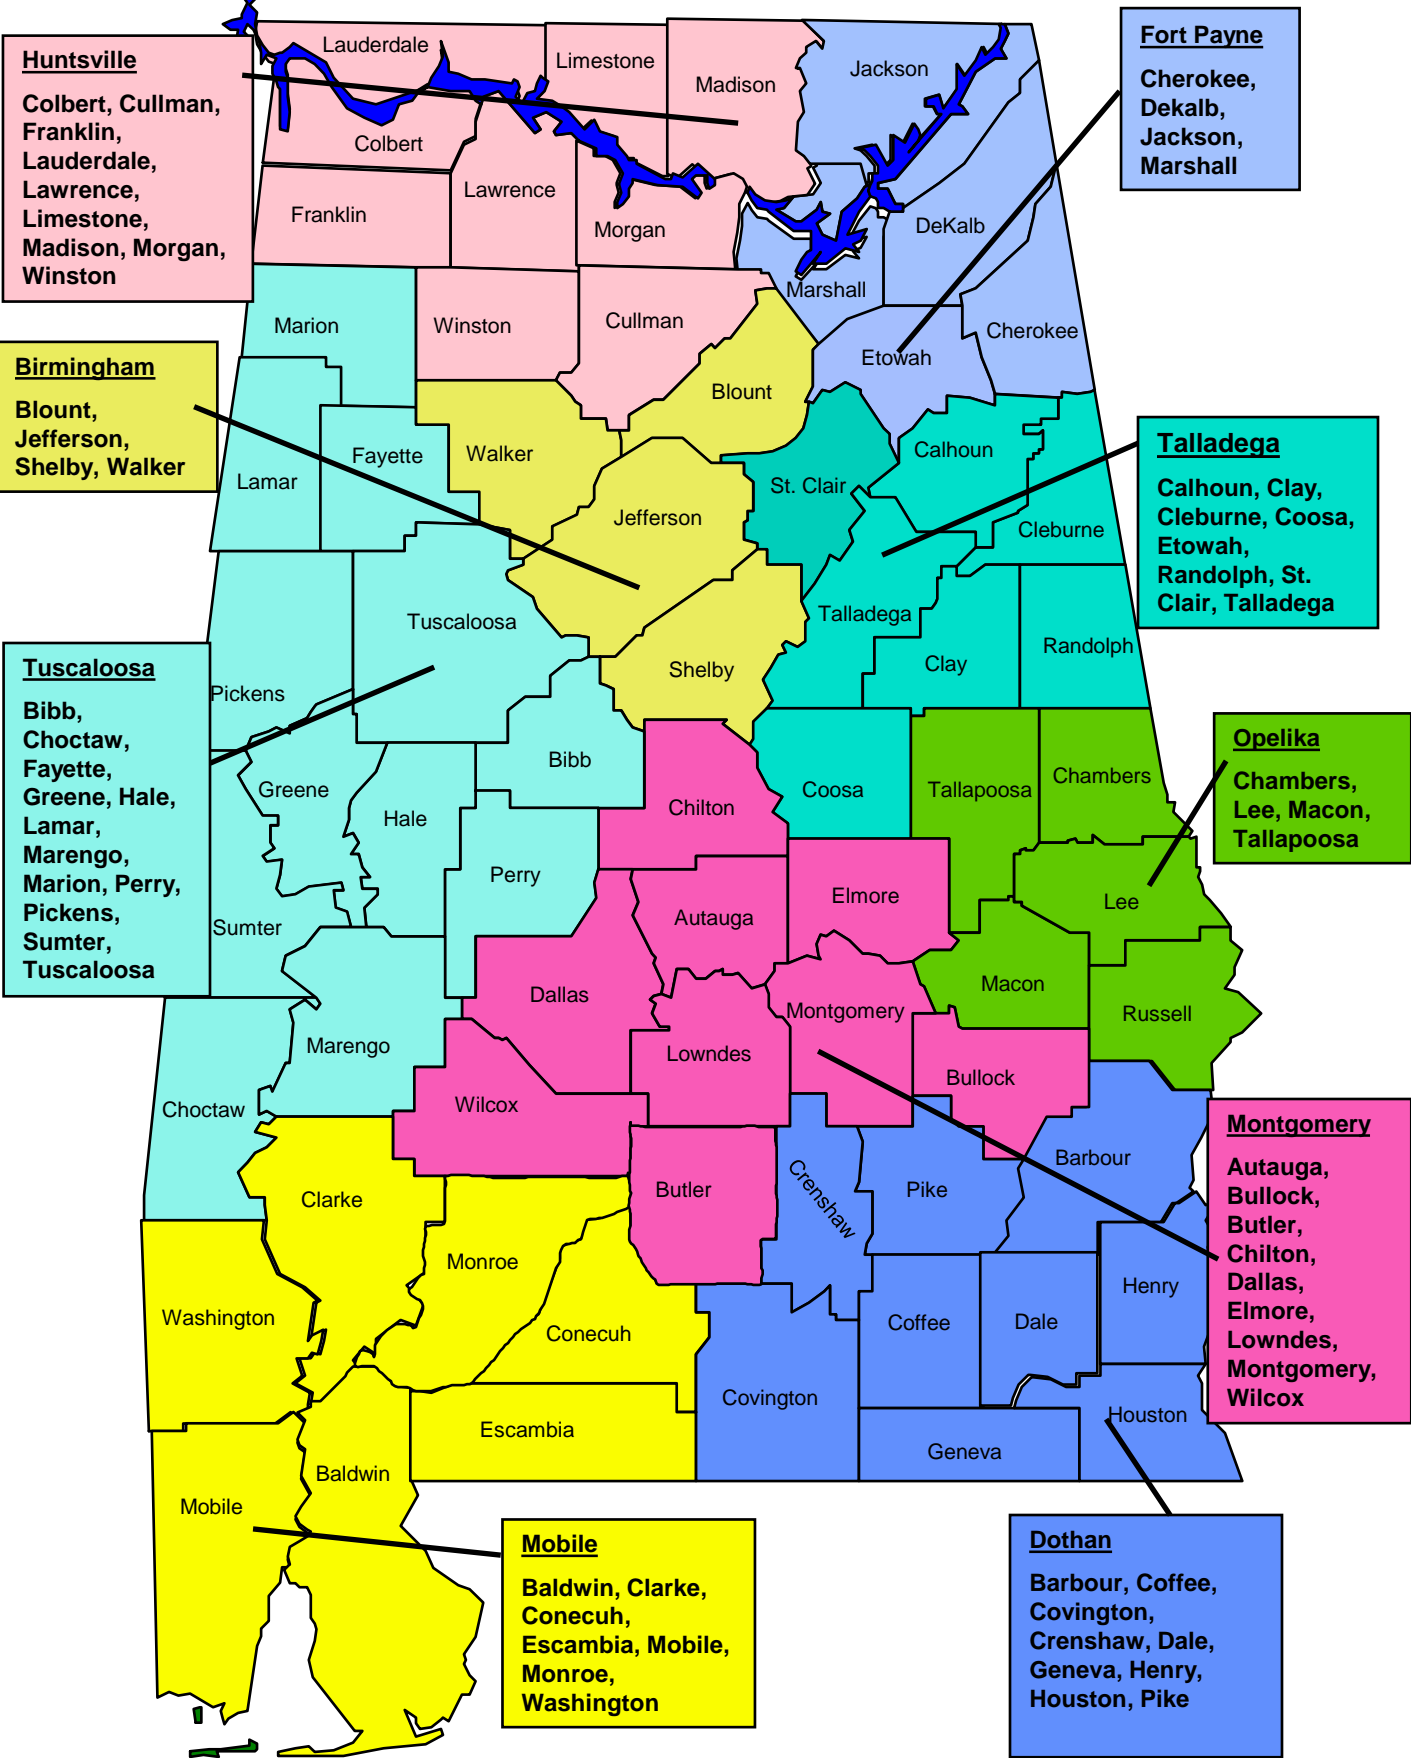 Huntsville
Colbert, Cullman,
Franklin,
Lauderdale,
Lawrence,
Limestone,
Madison, Morgan,
Winston
Fort Payne
Cherokee,
Dekalb,
Jackson,
Marshall
Birmingham
Blount,
Jefferson,
Shelby, Walker
Talladega
Calhoun, Clay,
Cleburne, Coosa,
Etowah,
Randolph, St.
Clair, Talladega
Tuscaloosa
Bibb,
Choctaw,
Fayette,
Greene, Hale,
Lamar,
Marengo,
Marion, Perry,
Pickens,
Sumter,
Tuscaloosa
Opelika
Chambers,
Lee, Macon,
Tallapoosa
Montgomery
Autauga,
Bullock,
Butler,
Chilton,
Dallas,
Elmore,
Lowndes,
Montgomery,
Wilcox
Mobile
Baldwin, Clarke,
Conecuh,
Escambia, Mobile,
Monroe,
Washington
Dothan
Barbour, Coffee,
Covington,
Crenshaw, Dale,
Geneva, Henry,
Houston, Pike
Lauderdale
Limestone
Madison
Jackson
Colbert
Lawrence
Franklin
Morgan
DeKalb
Marshall
Marion
Winston
Cullman
Cherokee
Etowah
Blount
Walker
Fayette
Lamar
Calhoun
St. Clair
Jefferson
Cleburne
Talladega
Tuscaloosa
Randolph
Clay
Shelby
Pickens
Bibb
Greene
Hale
Chilton
Coosa
Tallapoosa
Chambers
Perry
Elmore
Lee
Autauga
Sumter
Dallas
Macon
Montgomery
Russell
Marengo
Lowndes
Bullock
Wilcox
Choctaw
Barbour
Clarke
Butler
Crenshaw
Pike
Monroe
Henry
Washington
Conecuh
Coffee
Dale
Covington
Houston
Escambia
Geneva
Baldwin
Mobile